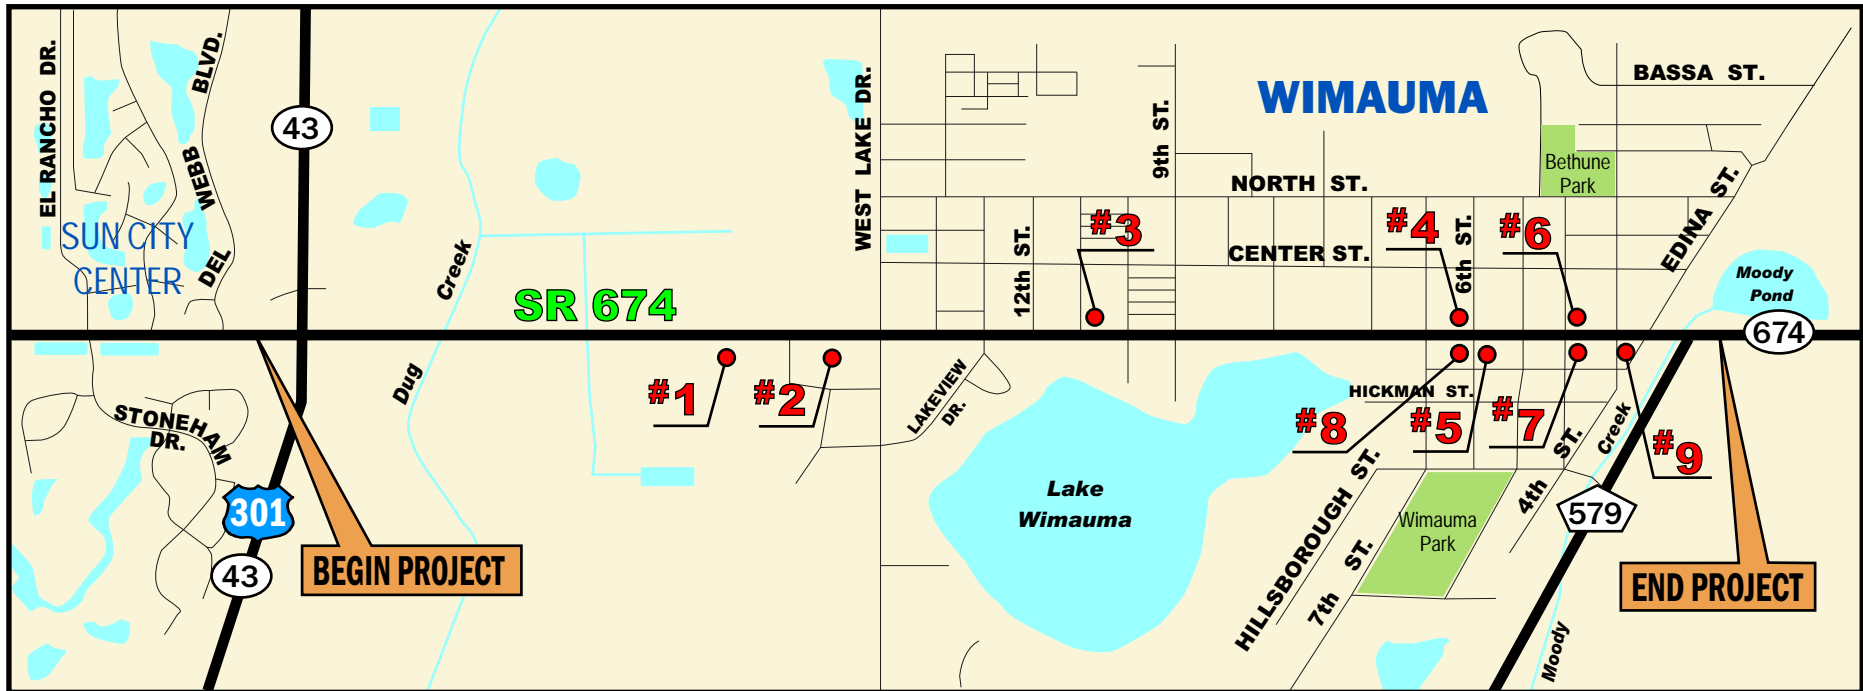 EL RANCHO DR.
DEL WEBB BLVD.
43
SUN CITY
CENTER
Creek
Dug
SR 674
WEST LAKE DR.
WIMAUMA
9th ST.
BASSA ST.
Bethune
Park
NORTH ST.
CENTER ST.
12th ST.
6th ST.
EDINA ST.
#3
#4
#6
Moody
Pond
674
#1
#2
LAKEVIEW
DR.
HICKMAN ST.
#8
#5
#7
#9
STONEHAM
DR.
301
43
BEGIN PROJECT
Lake
Wimauma
HILLSBOROUGH ST.
7th ST.
Wimauma
Park
4th ST.
Creek
Moody
579
END PROJECT